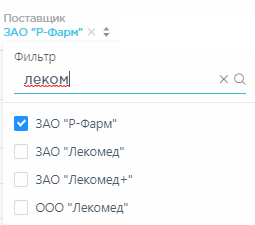 Поставщик
ЗАО "Р-Фарм"
Фильтр
леком
ЗАО "Р-Фарм"
ЗАО "Лекомед"
ЗАО "Лекомед+"
ООО "Лекомед"